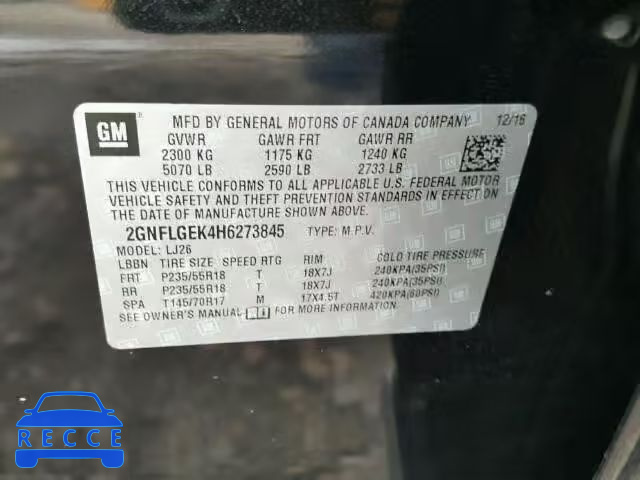 GM ®
MFD BY GENERAL MOTORS OF CANADA COMPANY 12/16
GVWR GAWR FRT GAWR RR
2300 KG 1175 KG 1240 KG
5070 LB 2590 LB 2733 LB
THIS VEHICLE CONFORMS TO ALL APPLICABLE U.S. FEDERAL MOTOR
VEHICLE SAFETY AND THEFT PREVENTION STANDARDS IN EFFECT ON
THE DATE OF MANUFACTURE SHOWN ABOVE.
2GNFLGEK4H6273845 TYPE: M.P.V.
MODEL: LJ26
LBBN TIRE SIZE SPEED RTG RIM COLD TIRE PRESSURE
FRT P235/55R18 T 18X7J 240KPA(35PSI)
RR P235/55R18 T 18X7J 240KPA(35PSI)
SPA T145/70R17 M 17X4.5T 420KPA(60PSI)
SEE OWNER'S MANUAL FOR MORE INFORMATION.
RECCE